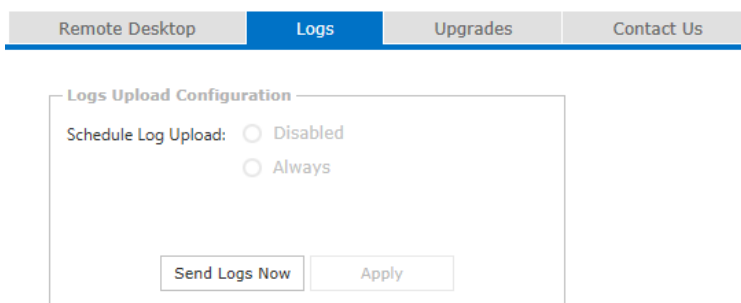 Remote Desktop Logs Upgrades Contact Us
Logs Upload Configuration
Schedule Log Upload: Disabled
Always
Send Logs Now Apply